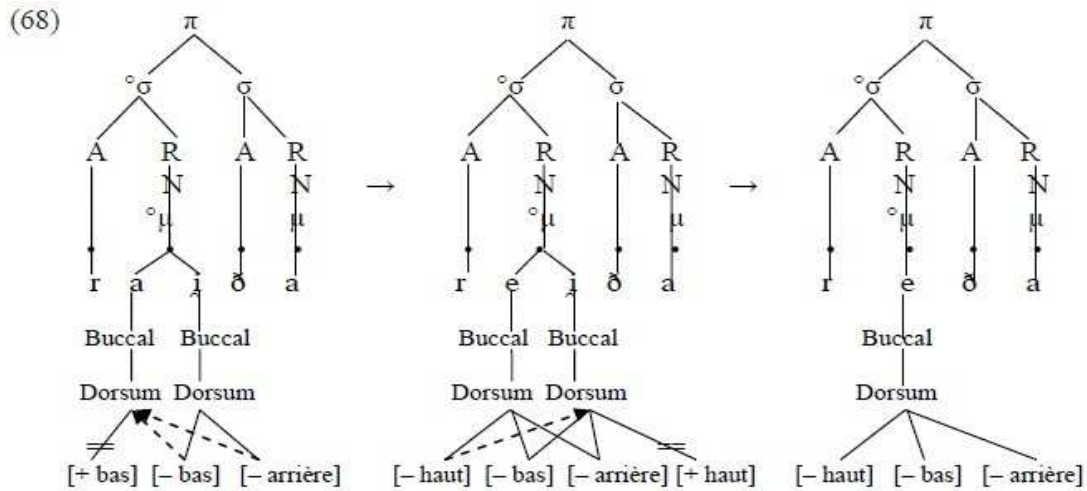 (68) π π π
°σ σ °σ σ °σ σ
A R A R A R A R A R A R
N N → N N → N N
°μ μ °μ μ °μ μ
r a i̯ ð a r e i̯ ð a r e ð a
Buccal Buccal Buccal Buccal Buccal
Dorsum Dorsum Dorsum Dorsum Dorsum
[+ bas] [– bas] [– arrière] [– haut] [– bas] [– arrière] [+ haut] [– haut] [– bas] [– arrière]